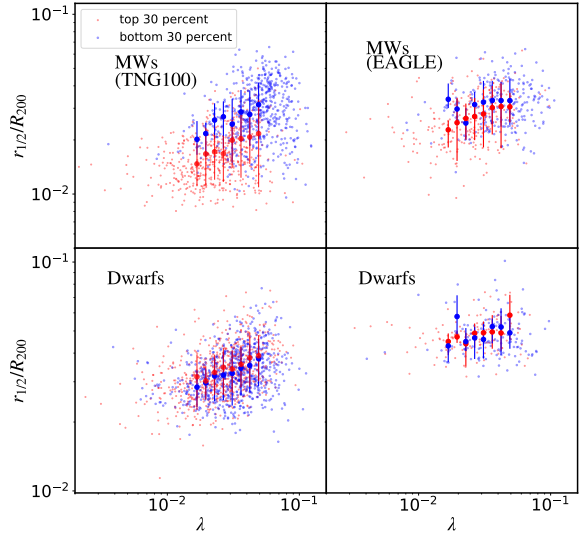 10⁻¹
top 30 percent
bottom 30 percent
MWs
(TNG100)
MWs
(EAGLE)
r₁/₂/R₂₀₀
10⁻²
10⁻¹
Dwarfs
Dwarfs
r₁/₂/R₂₀₀
10⁻²
10⁻² 10⁻¹ 10⁻² 10⁻¹
λ λ